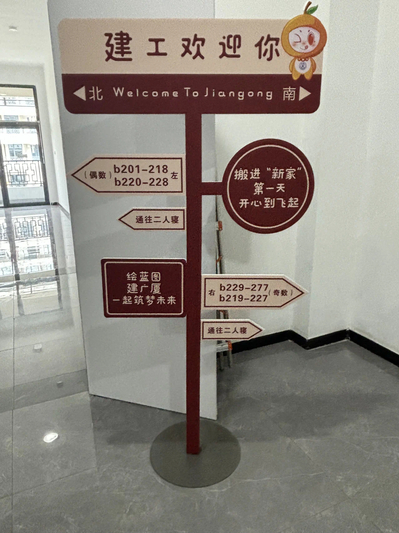 建工欢迎你
北 Welcome To Jiangong 南
(偶数) b201-218 左
b220-228
通往二人寝
搬进“新家”
第一天
开心到飞起
绘蓝图
建广厦
一起筑梦未来
右 b229-277 (奇数)
b219-227
通往二人寝